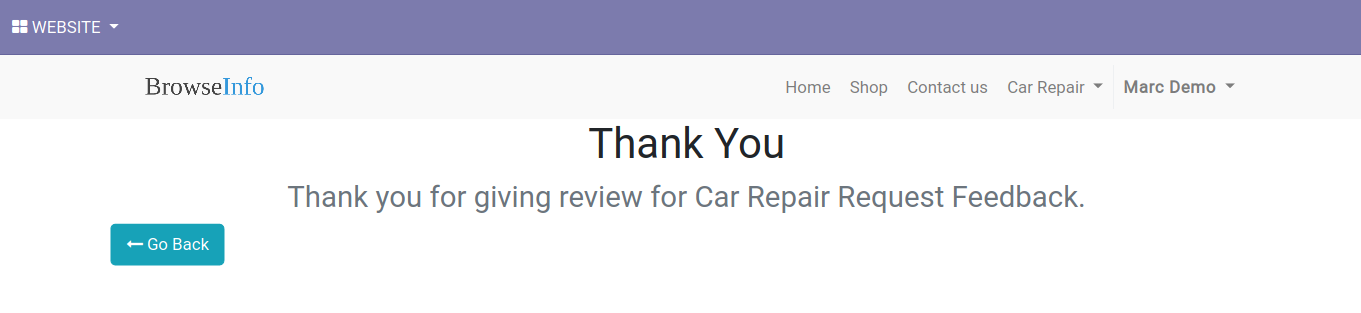 WEBSITE
BrowseInfo Home Shop Contact us Car Repair Marc Demo
Thank You
Thank you for giving review for Car Repair Request Feedback.
Go Back